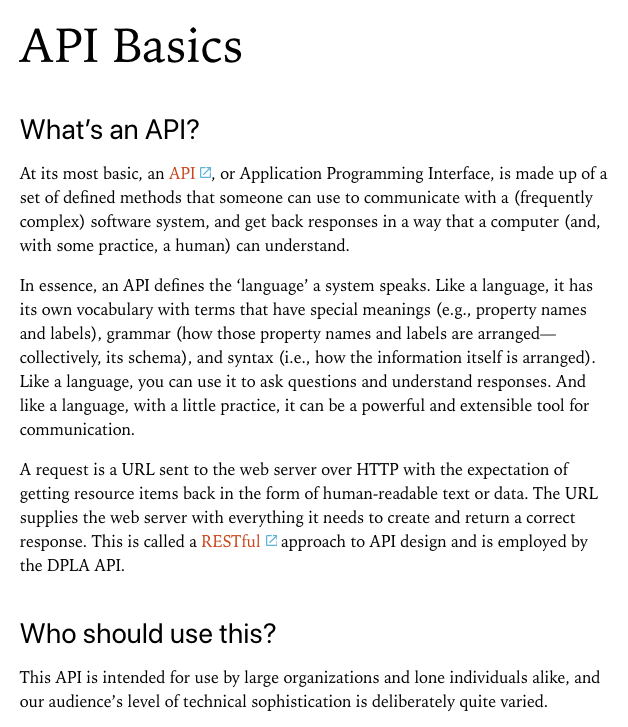 API Basics
What's an API?
At its most basic, an API, or Application Programming Interface, is made up of a
set of defined methods that someone can use to communicate with a (frequently
complex) software system, and get back responses in a way that a computer (and,
with some practice, a human) can understand.
In essence, an API defines the ‘language’ a system speaks. Like a language, it has
its own vocabulary with terms that have special meanings (e.g., property names
and labels), grammar (how those property names and labels are arranged—
collectively, its schema), and syntax (i.e., how the information itself is arranged).
Like a language, you can use it to ask questions and understand responses. And
like a language, with a little practice, it can be a powerful and extensible tool for
communication.
A request is a URL sent to the web server over HTTP with the expectation of
getting resource items back in the form of human-readable text or data. The URL
supplies the web server with everything it needs to create and return a correct
response. This is called a RESTful approach to API design and is employed by
the DPLA API.
Who should use this?
This API is intended for use by large organizations and lone individuals alike, and
our audience’s level of technical sophistication is deliberately quite varied.